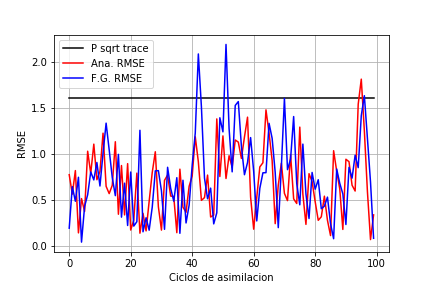 P sqrt trace
Ana. RMSE
F.G. RMSE
RMSE
2.0
1.5
1.0
0.5
0.0
0 20 40 60 80 100
Ciclos de asimilacion